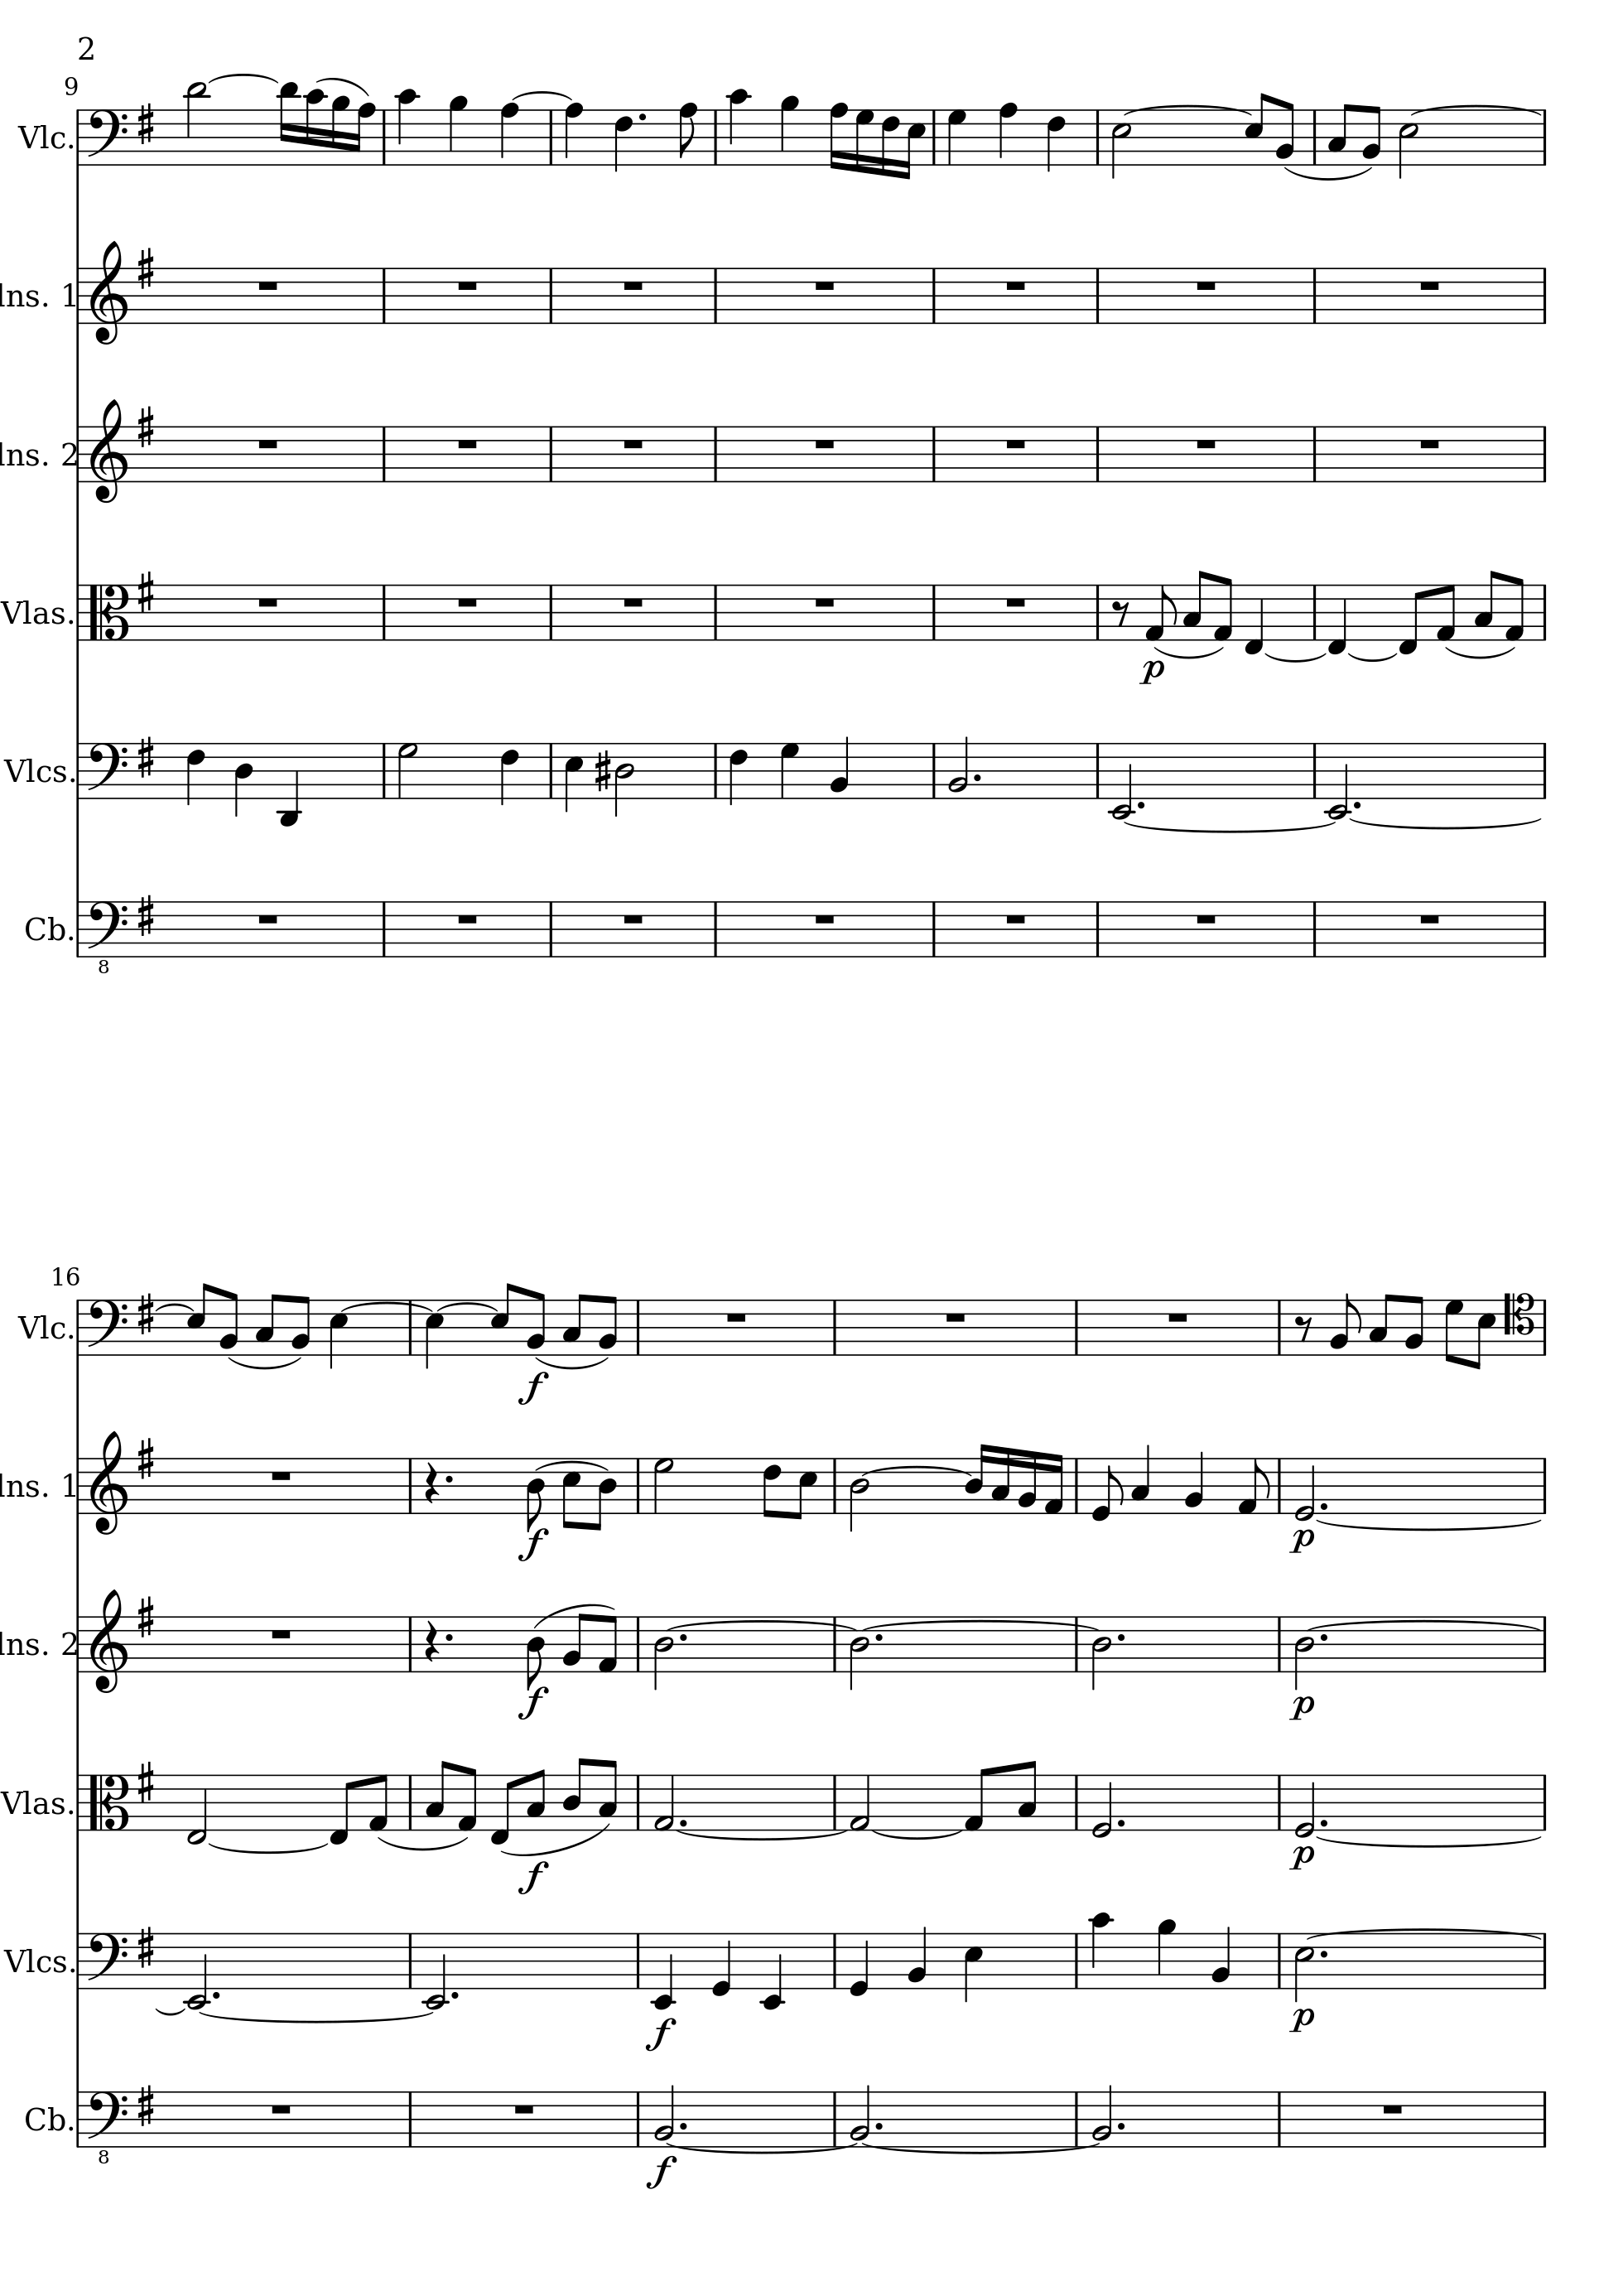 2
9
Vlc.
lns. 1
lns. 2
Vlas.
p
Vlcs.
Cb.
8
16
Vlc.
f
lns. 1
f
p
lns. 2
f
p
Vlas.
f
p
Vlcs.
f
p
Cb.
8
f